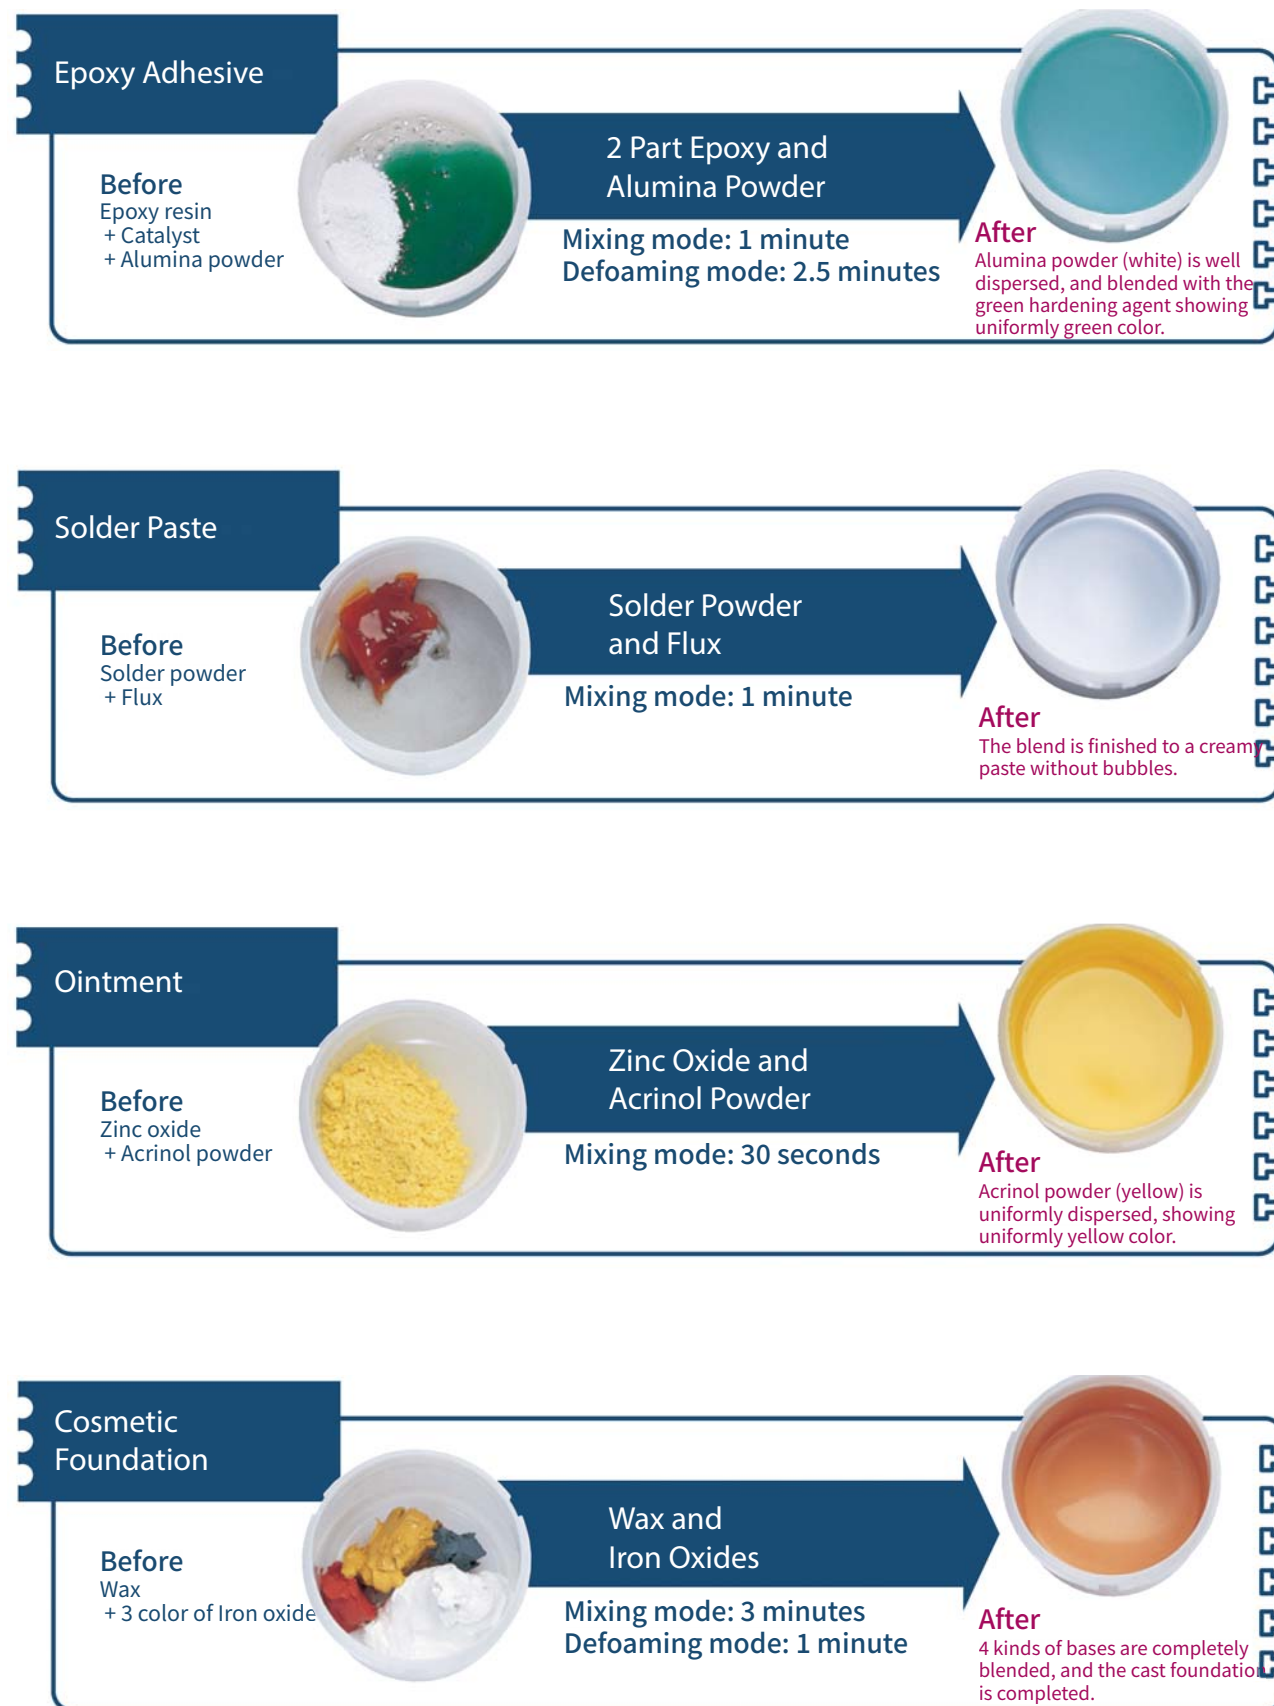 Epoxy Adhesive
Before
Epoxy resin
+ Catalyst
+ Alumina powder
2 Part Epoxy and
Alumina Powder
Mixing mode: 1 minute
Defoaming mode: 2.5 minutes
After
Alumina powder (white) is well
dispersed, and blended with the
green hardening agent showing
uniformly green color.
Solder Paste
Before
Solder powder
+ Flux
Solder Powder
and Flux
Mixing mode: 1 minute
After
The blend is finished to a creamy
paste without bubbles.
Ointment
Before
Zinc oxide
+ Acrinol powder
Zinc Oxide and
Acrinol Powder
Mixing mode: 30 seconds
After
Acrinol powder (yellow) is
uniformly dispersed, showing
uniformly yellow color.
Cosmetic
Foundation
Before
Wax
+ 3 color of Iron oxide
Wax and
Iron Oxides
Mixing mode: 3 minutes
Defoaming mode: 1 minute
After
4 kinds of bases are completely
blended, and the cast foundation
is completed.